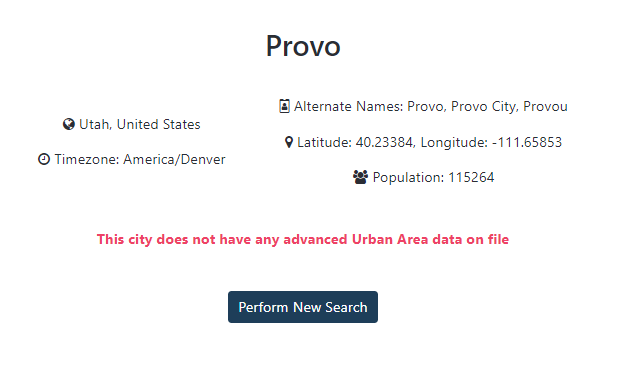 Provo
Utah, United States
Timezone: America/Denver
Alternate Names: Provo, Provo City, Provou
Latitude: 40.23384, Longitude: -111.65853
Population: 115264
This city does not have any advanced Urban Area data on file
Perform New Search